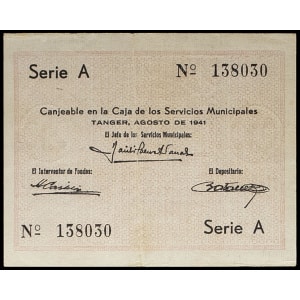 Serie A Nº 138030
Canjeable en la Caja de los Servicios Municipales
TANGER, AGOSTO DE 1941
El Jefe de los Servicios Municipales:
El Interventor de Fondos: El Depositario:
Nº 138030 Serie A